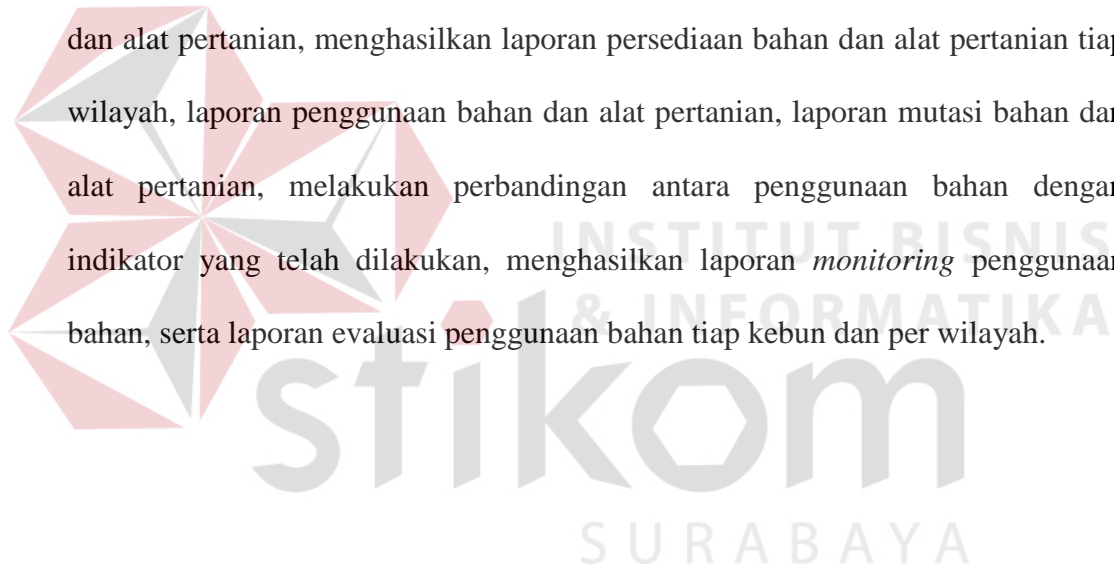 dan alat pertanian, menghasilkan laporan persediaan bahan dan alat pertanian tiap
wilayah, laporan penggunaan bahan dan alat pertanian, laporan mutasi bahan dan
alat pertanian, melakukan perbandingan antara penggunaan bahan dengan
indikator yang telah dilakukan, menghasilkan laporan monitoring penggunaan
bahan, serta laporan evaluasi penggunaan bahan tiap kebun dan per wilayah.
INSTITUT BISNIS
& INFORMATIKA
stikom
SURABAYA